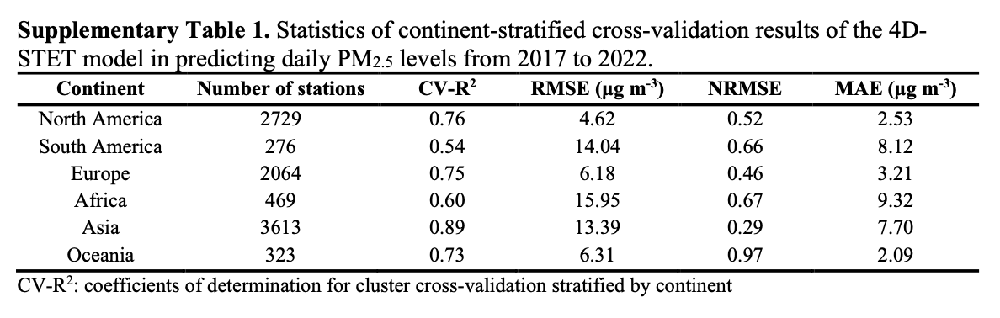 Supplementary Table 1. Statistics of continent-stratified cross-validation results of the 4D-
STET model in predicting daily PM2.5 levels from 2017 to 2022.
Continent Number of stations CV-R² RMSE (µg m⁻³) NRMSE MAE (µg m⁻³)
North America 2729 0.76 4.62 0.52 2.53
South America 276 0.54 14.04 0.66 8.12
Europe 2064 0.75 6.18 0.46 3.21
Africa 469 0.60 15.95 0.67 9.32
Asia 3613 0.89 13.39 0.29 7.70
Oceania 323 0.73 6.31 0.97 2.09
CV-R²: coefficients of determination for cluster cross-validation stratified by continent